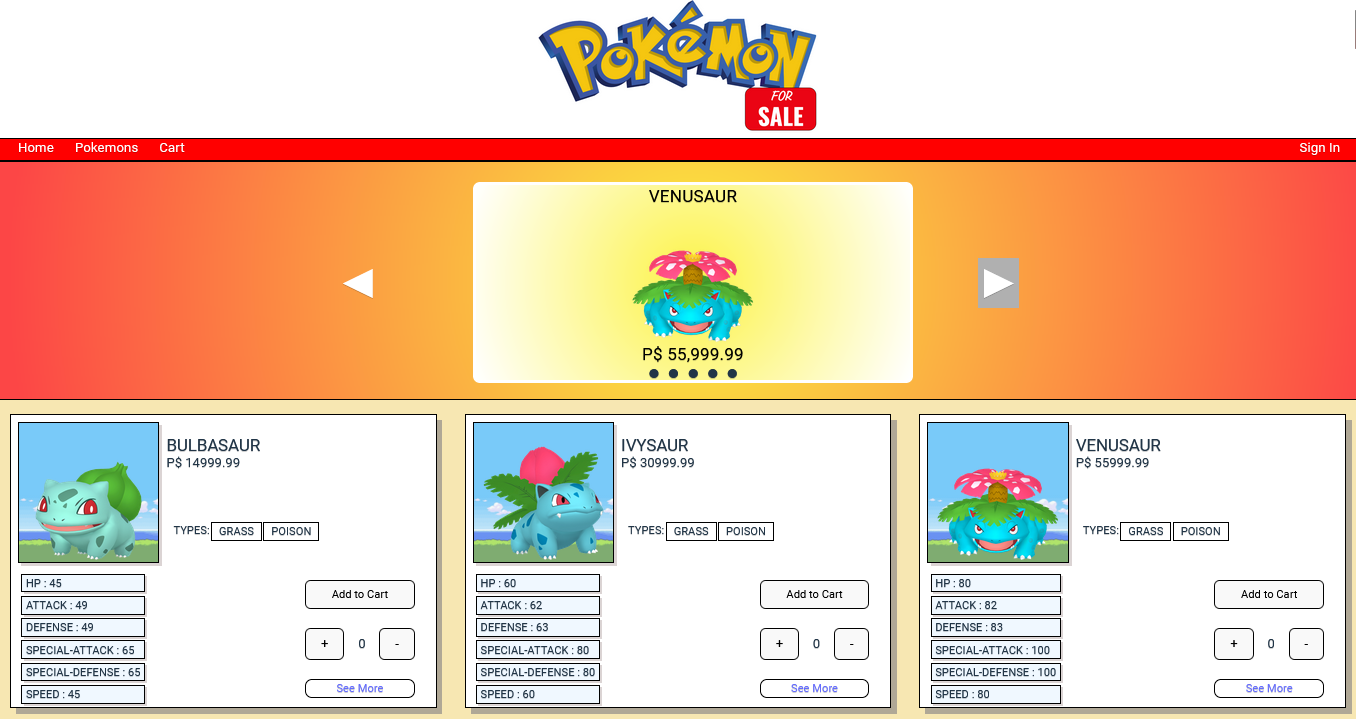 POKÉMON
FOR
SALE
Home Pokemons Cart Sign In
VENUSAUR
P$ 55,999.99
BULBASAUR
P$ 14999.99
TYPES: GRASS POISON
HP : 45
ATTACK : 49
DEFENSE : 49
SPECIAL-ATTACK : 65
SPECIAL-DEFENSE : 65
SPEED : 45
Add to Cart
+ 0 -
See More
IVYSAUR
P$ 30999.99
TYPES: GRASS POISON
HP : 60
ATTACK : 62
DEFENSE : 63
SPECIAL-ATTACK : 80
SPECIAL-DEFENSE : 80
SPEED : 60
Add to Cart
+ 0 -
See More
VENUSAUR
P$ 55999.99
TYPES: GRASS POISON
HP : 80
ATTACK : 82
DEFENSE : 83
SPECIAL-ATTACK : 100
SPECIAL-DEFENSE : 100
SPEED : 80
Add to Cart
+ 0 -
See More